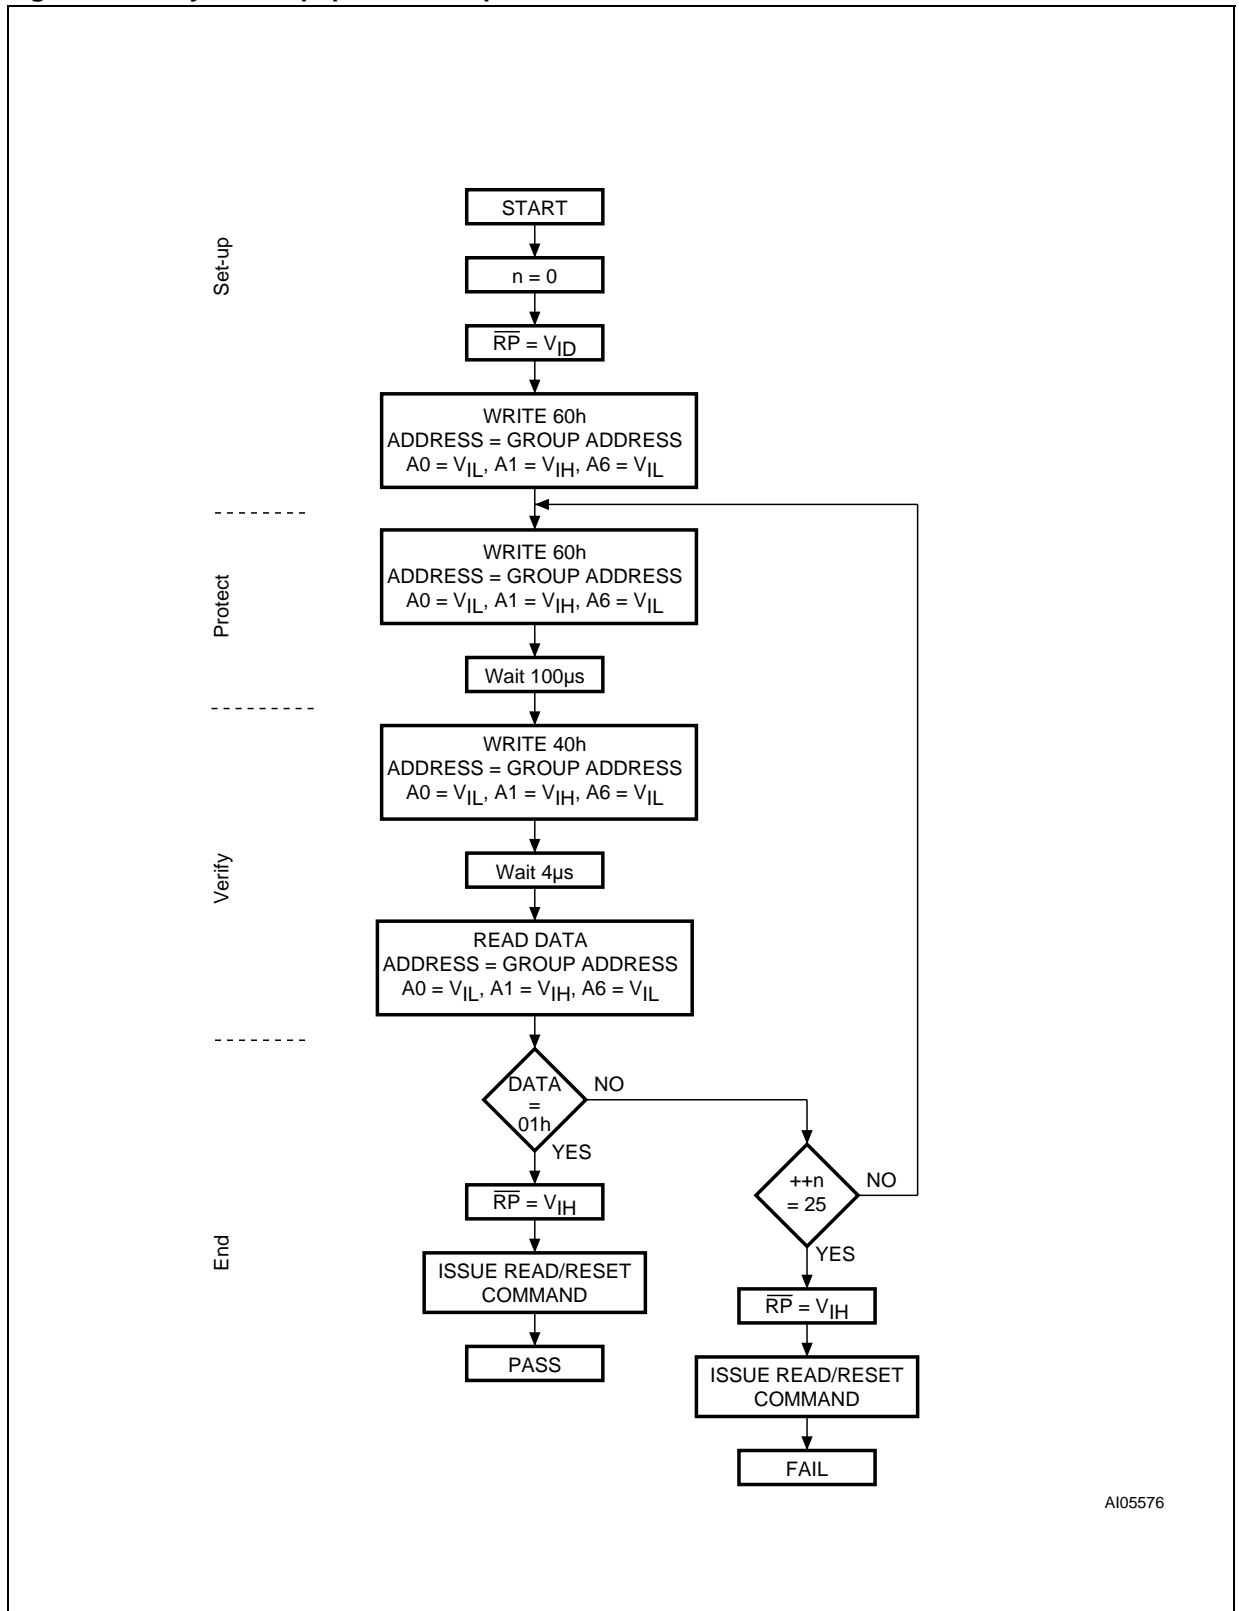 Set-up
START
n = 0
R̅P̅ = VID
WRITE 60h
ADDRESS = GROUP ADDRESS
A0 = VIL, A1 = VIH, A6 = VIL
Protect
WRITE 60h
ADDRESS = GROUP ADDRESS
A0 = VIL, A1 = VIH, A6 = VIL
Wait 100µs
Verify
WRITE 40h
ADDRESS = GROUP ADDRESS
A0 = VIL, A1 = VIH, A6 = VIL
Wait 4µs
READ DATA
ADDRESS = GROUP ADDRESS
A0 = VIL, A1 = VIH, A6 = VIL
End
DATA
=
01h
NO
YES
R̅P̅ = VIH
ISSUE READ/RESET
COMMAND
PASS
++n
= 25
NO
YES
R̅P̅ = VIH
ISSUE READ/RESET
COMMAND
FAIL
AI05576